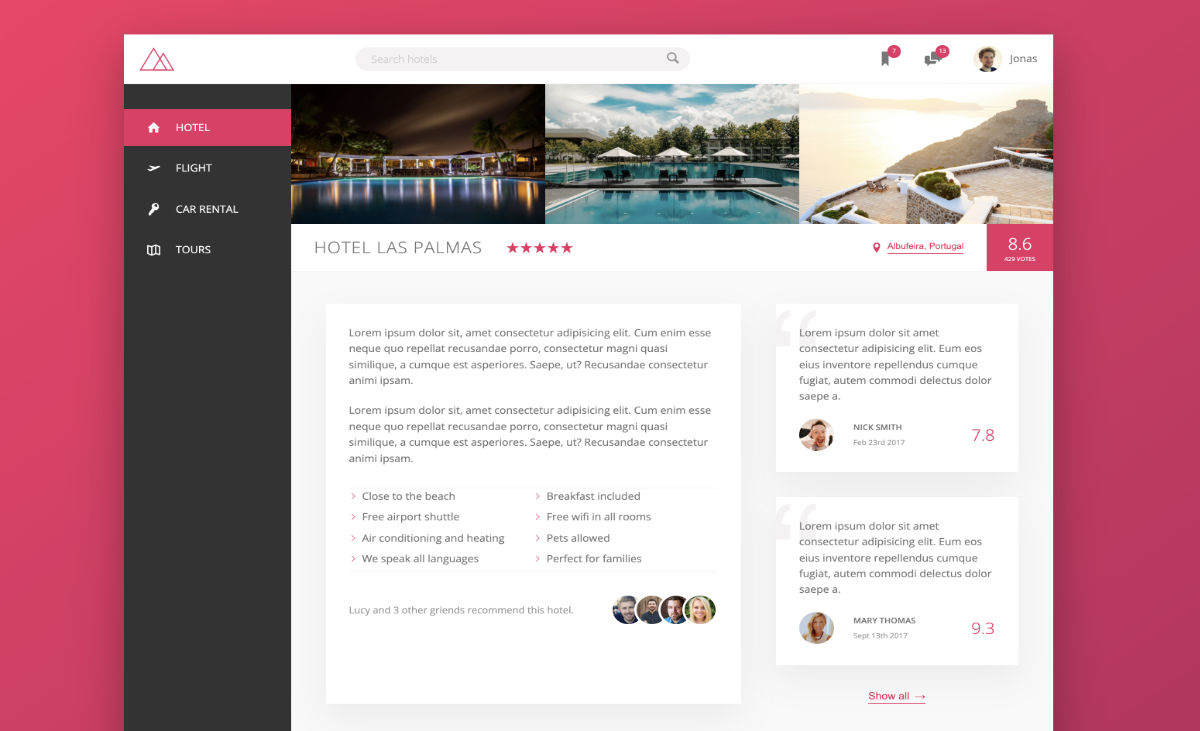 Search hotels
7
13
Jonas
HOTEL
FLIGHT
CAR RENTAL
TOURS
HOTEL LAS PALMAS
Albufeira, Portugal
8.6
429 VOTES
Lorem ipsum dolor sit, amet consectetur adipisicing elit. Cum enim esse
neque quo repellat recusandae porro, consectetur magni quasi
similique, a cumque est asperiores. Saepe, ut? Recusandae consectetur
animi ipsam.
Lorem ipsum dolor sit, amet consectetur adipisicing elit. Cum enim esse
neque quo repellat recusandae porro, consectetur magni quasi
similique, a cumque est asperiores. Saepe, ut? Recusandae consectetur
animi ipsam.
Close to the beach
Free airport shuttle
Air conditioning and heating
We speak all languages
Breakfast included
Free wifi in all rooms
Pets allowed
Perfect for families
Lucy and 3 other griends recommend this hotel.
“
Lorem ipsum dolor sit amet
consectetur adipisicing elit. Eum eos
eius inventore repellendus cumque
fugiat, autem commodi delectus dolor
saepe a.
NICK SMITH
Feb 23rd 2017
7.8
“
Lorem ipsum dolor sit amet
consectetur adipisicing elit. Eum eos
eius inventore repellendus cumque
fugiat, autem commodi delectus dolor
saepe a.
MARY THOMAS
Sept 13th 2017
9.3
Show all →